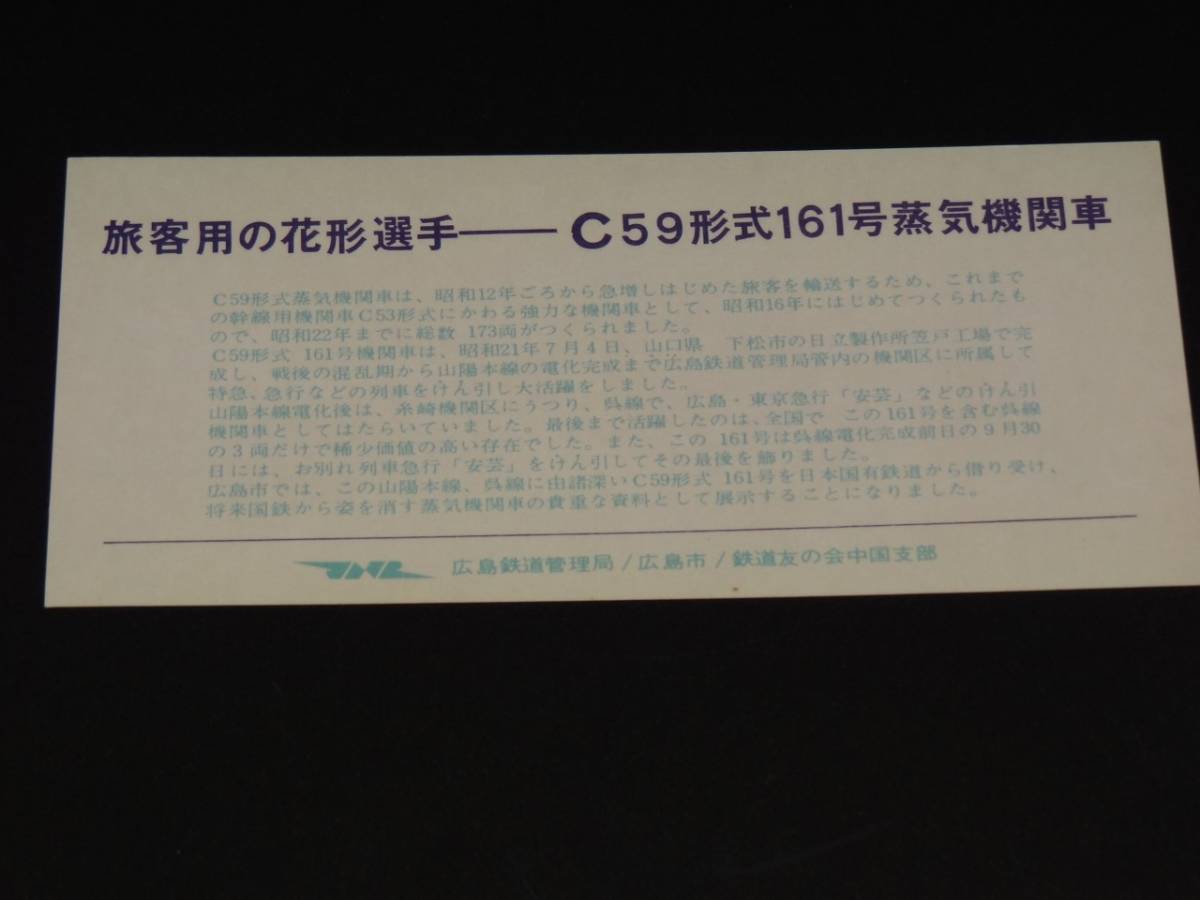 旅客用の花形選手——C59形式161号蒸気機関車
C59形式蒸気機関車は、昭和12年ごろから急増しはじめた旅客を輸送するため、これまで
の幹線用機関車C53形式にかわる強力な機関車として、昭和16年にはじめてつくられたも
ので、昭和22年までに総数 173両がつくられました。
C59形式 161号機関車は、昭和21年7月4日、山口県 下松市の日立製作所笠戸工場で完
成し、戦後の混乱期から山陽本線の電化完成まで広島鉄道管理局管内の機関区に所属して
特急、急行などの列車をけん引し大活躍をしました。
山陽本線電化後は、糸崎機関区にうつり、呉線で、広島・東京急行「安芸」などのけん引
機関車としてはたらいていました。最後まで活躍したのは、全国で この161号を含む呉線
の3両だけで稀少価値の高い存在でした。また、この 161号は呉線電化完成前日の9月30
日には、お別れ列車急行「安芸」をけん引してその最後を飾りました。
広島市では、この山陽本線、呉線に由諸深いC59形式 161号を日本国有鉄道から借り受け、
将来国鉄から姿を消す蒸気機関車の貴重な資料として展示することになりました。
JNR 広島鉄道管理局/広島市/鉄道友の会中国支部